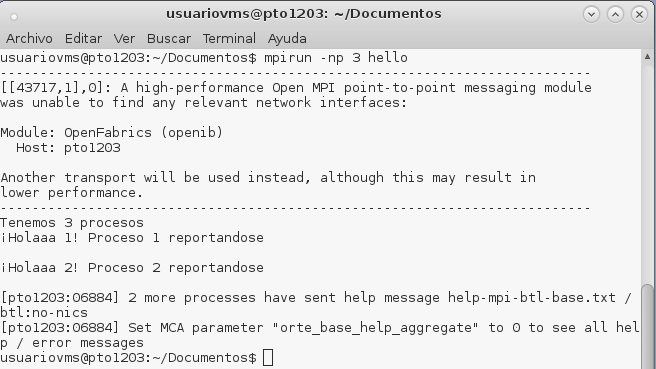 usuariovms@pto1203: ~/Documentos
Archivo Editar Ver Buscar Terminal Ayuda
usuariovms@pto1203:~/Documentos$ mpirun -np 3 hello
--------------------------------------------------------------------------
[[43717,1],0]: A high-performance Open MPI point-to-point messaging module
was unable to find any relevant network interfaces:
Module: OpenFabrics (openib)
  Host: pto1203
Another transport will be used instead, although this may result in
lower performance.
--------------------------------------------------------------------------
Tenemos 3 procesos
¡Holaaa 1! Proceso 1 reportandose
¡Holaaa 2! Proceso 2 reportandose
[pto1203:06884] 2 more processes have sent help message help-mpi-btl-base.txt /
btl:no-nics
[pto1203:06884] Set MCA parameter "orte_base_help_aggregate" to 0 to see all hel
p / error messages
usuariovms@pto1203:~/Documentos$